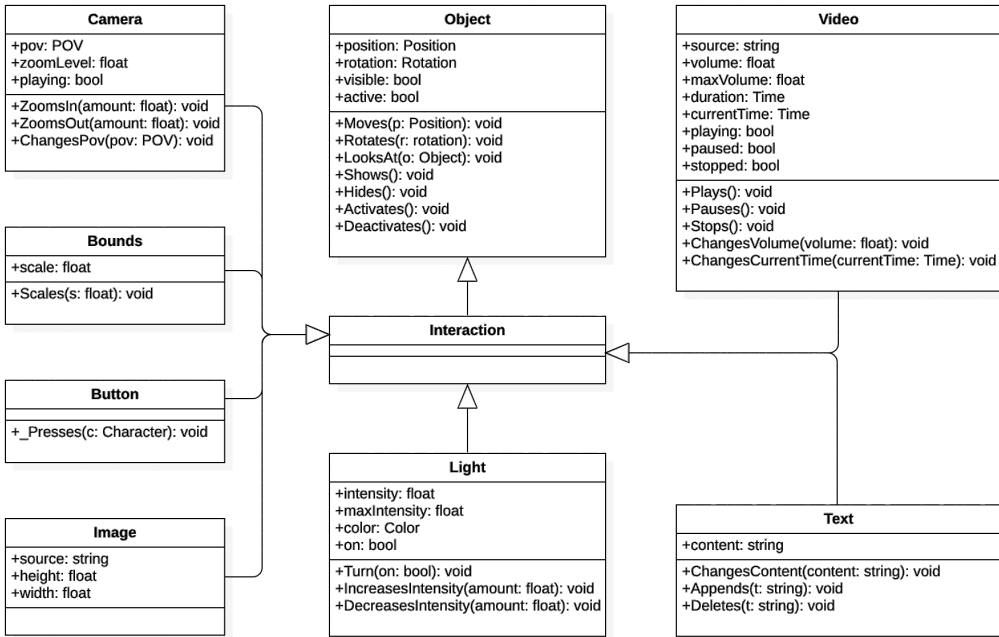 Camera
+pov: POV
+zoomLevel: float
+playing: bool
+ZoomsIn(amount: float): void
+ZoomsOut(amount: float): void
+ChangesPov(pov: POV): void
Bounds
+scale: float
+Scales(s: float): void
Button
+_Presses(c: Character): void
Image
+source: string
+height: float
+width: float
Object
+position: Position
+rotation: Rotation
+visible: bool
+active: bool
+Moves(p: Position): void
+Rotates(r: rotation): void
+LooksAt(o: Object): void
+Shows(): void
+Hides(): void
+Activates(): void
+Deactivates(): void
Interaction
Light
+intensity: float
+maxIntensity: float
+color: Color
+on: bool
+Turn(on: bool): void
+IncreasesIntensity(amount: float): void
+DecreasesIntensity(amount: float): void
Video
+source: string
+volume: float
+maxVolume: float
+duration: Time
+currentTime: Time
+playing: bool
+paused: bool
+stopped: bool
+Plays(): void
+Pauses(): void
+Stops(): void
+ChangesVolume(volume: float): void
+ChangesCurrentTime(currentTime: Time): void
Text
+content: string
+ChangesContent(content: string): void
+Appends(t: string): void
+Deletes(t: string): void